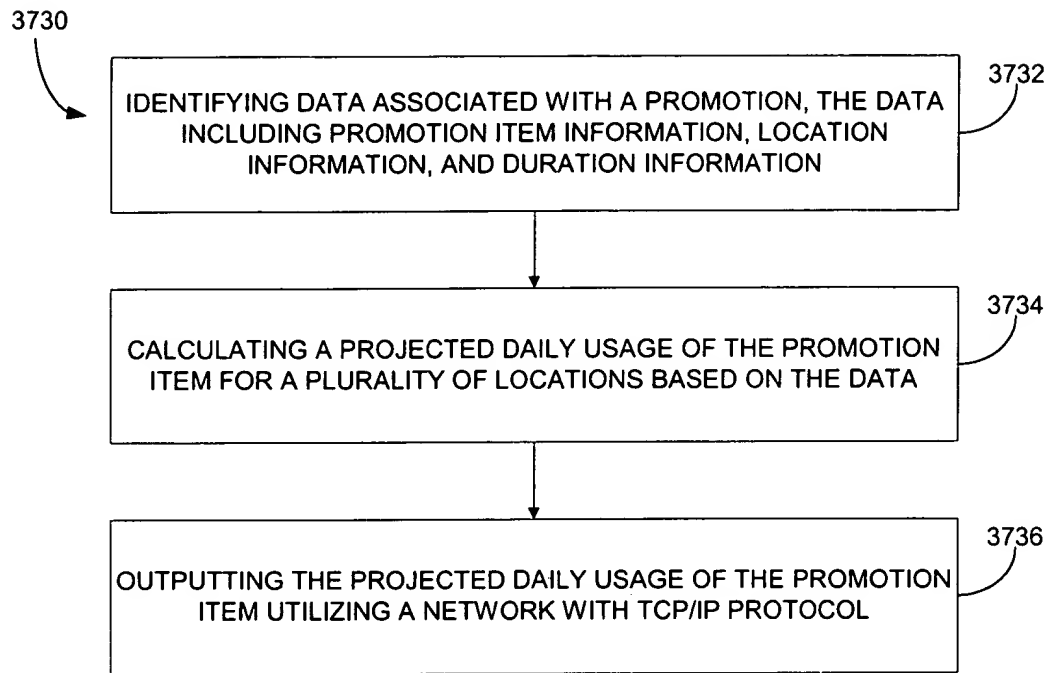 3730
3732
IDENTIFYING DATA ASSOCIATED WITH A PROMOTION, THE DATA
INCLUDING PROMOTION ITEM INFORMATION, LOCATION
INFORMATION, AND DURATION INFORMATION
3734
CALCULATING A PROJECTED DAILY USAGE OF THE PROMOTION
ITEM FOR A PLURALITY OF LOCATIONS BASED ON THE DATA
3736
OUTPUTTING THE PROJECTED DAILY USAGE OF THE PROMOTION
ITEM UTILIZING A NETWORK WITH TCP/IP PROTOCOL